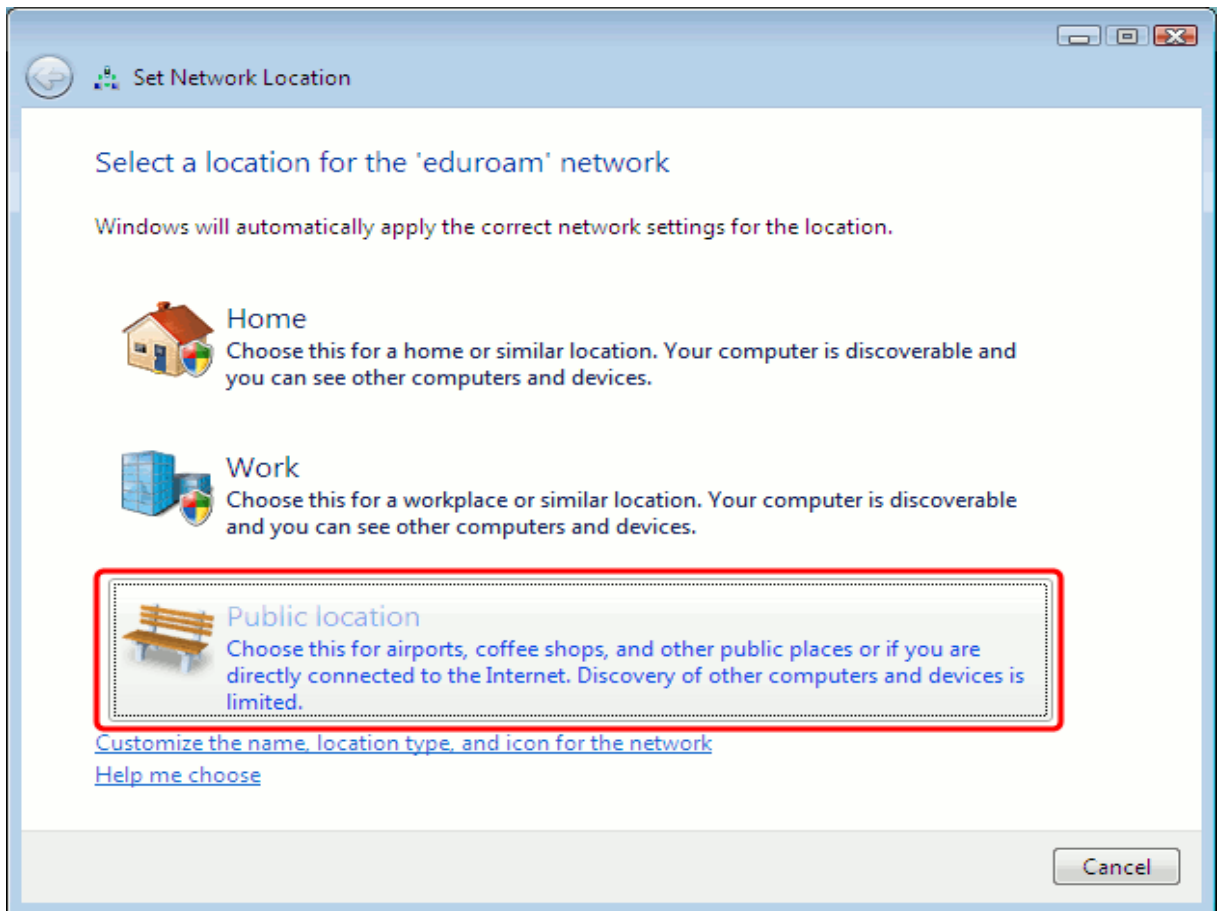 Set Network Location
Select a location for the 'eduroam' network
Windows will automatically apply the correct network settings for the location.
Home
Choose this for a home or similar location. Your computer is discoverable and
you can see other computers and devices.
Work
Choose this for a workplace or similar location. Your computer is discoverable
and you can see other computers and devices.
Public location
Choose this for airports, coffee shops, and other public places or if you are
directly connected to the Internet. Discovery of other computers and devices is
limited.
Customize the name, location type, and icon for the network
Help me choose
Cancel